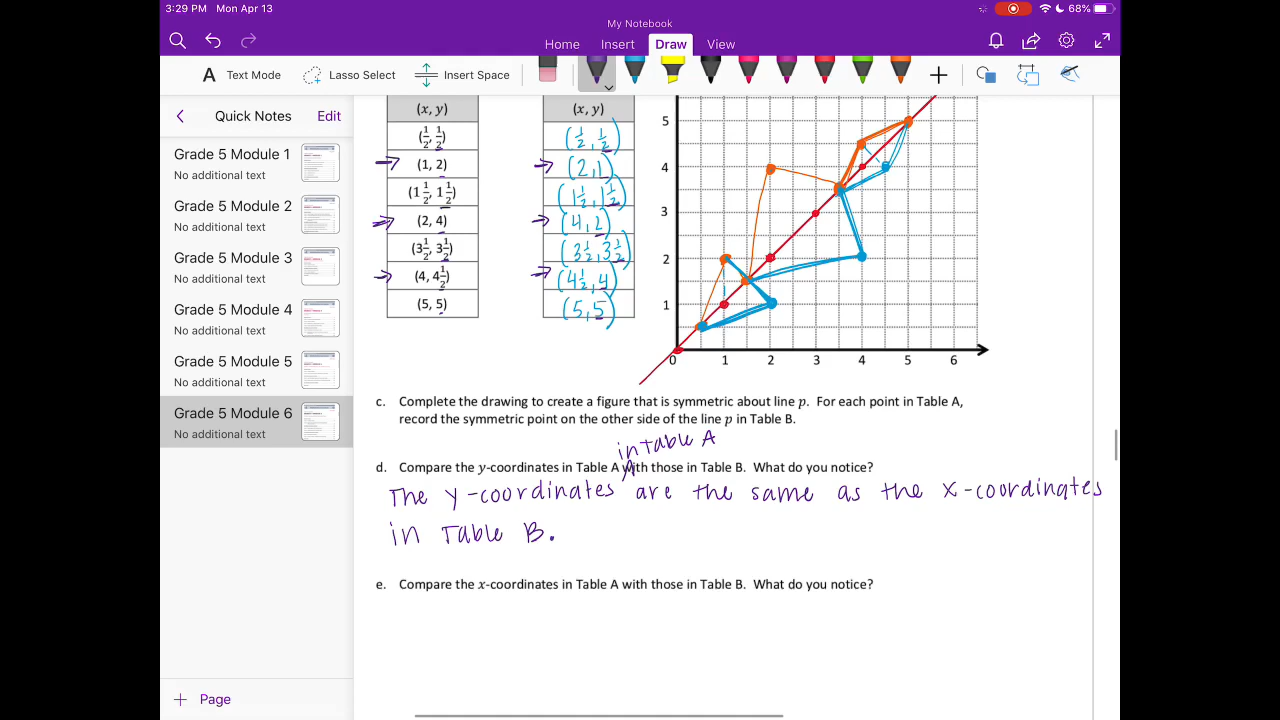 3:29 PM Mon Apr 13
68%
My Notebook
Home Insert Draw View
Text Mode Lasso Select Insert Space
Quick Notes Edit
Grade 5 Module 1
No additional text
Grade 5 Module 2
No additional text
Grade 5 Module 3
No additional text
Grade 5 Module 4
No additional text
Grade 5 Module 5
No additional text
Grade 5 Module 6
No additional text
Page
(x, y)
(1/2, 1/2)
(1, 2)
(1 1/2, 1 1/2)
(2, 4)
(3 1/2, 3 1/2)
(4, 4 1/2)
(5, 5)
(x, y)
(1/2, 1/2)
(2,1)
(1 1/2, 1 1/2)
(4,2)
(3 1/2, 3 1/2)
(4 1/2, 4)
(5,5)
5
4
3
2
1
0 1 2 3 4 5 6
c. Complete the drawing to create a figure that is symmetric about line p. For each point in Table A,
record the symmetric point on the other side of the line p in Table B.
in Table A
d. Compare the y-coordinates in Table A with those in Table B. What do you notice?
The y-coordinates are the same as the x-coordinates
in Table B.
e. Compare the x-coordinates in Table A with those in Table B. What do you notice?